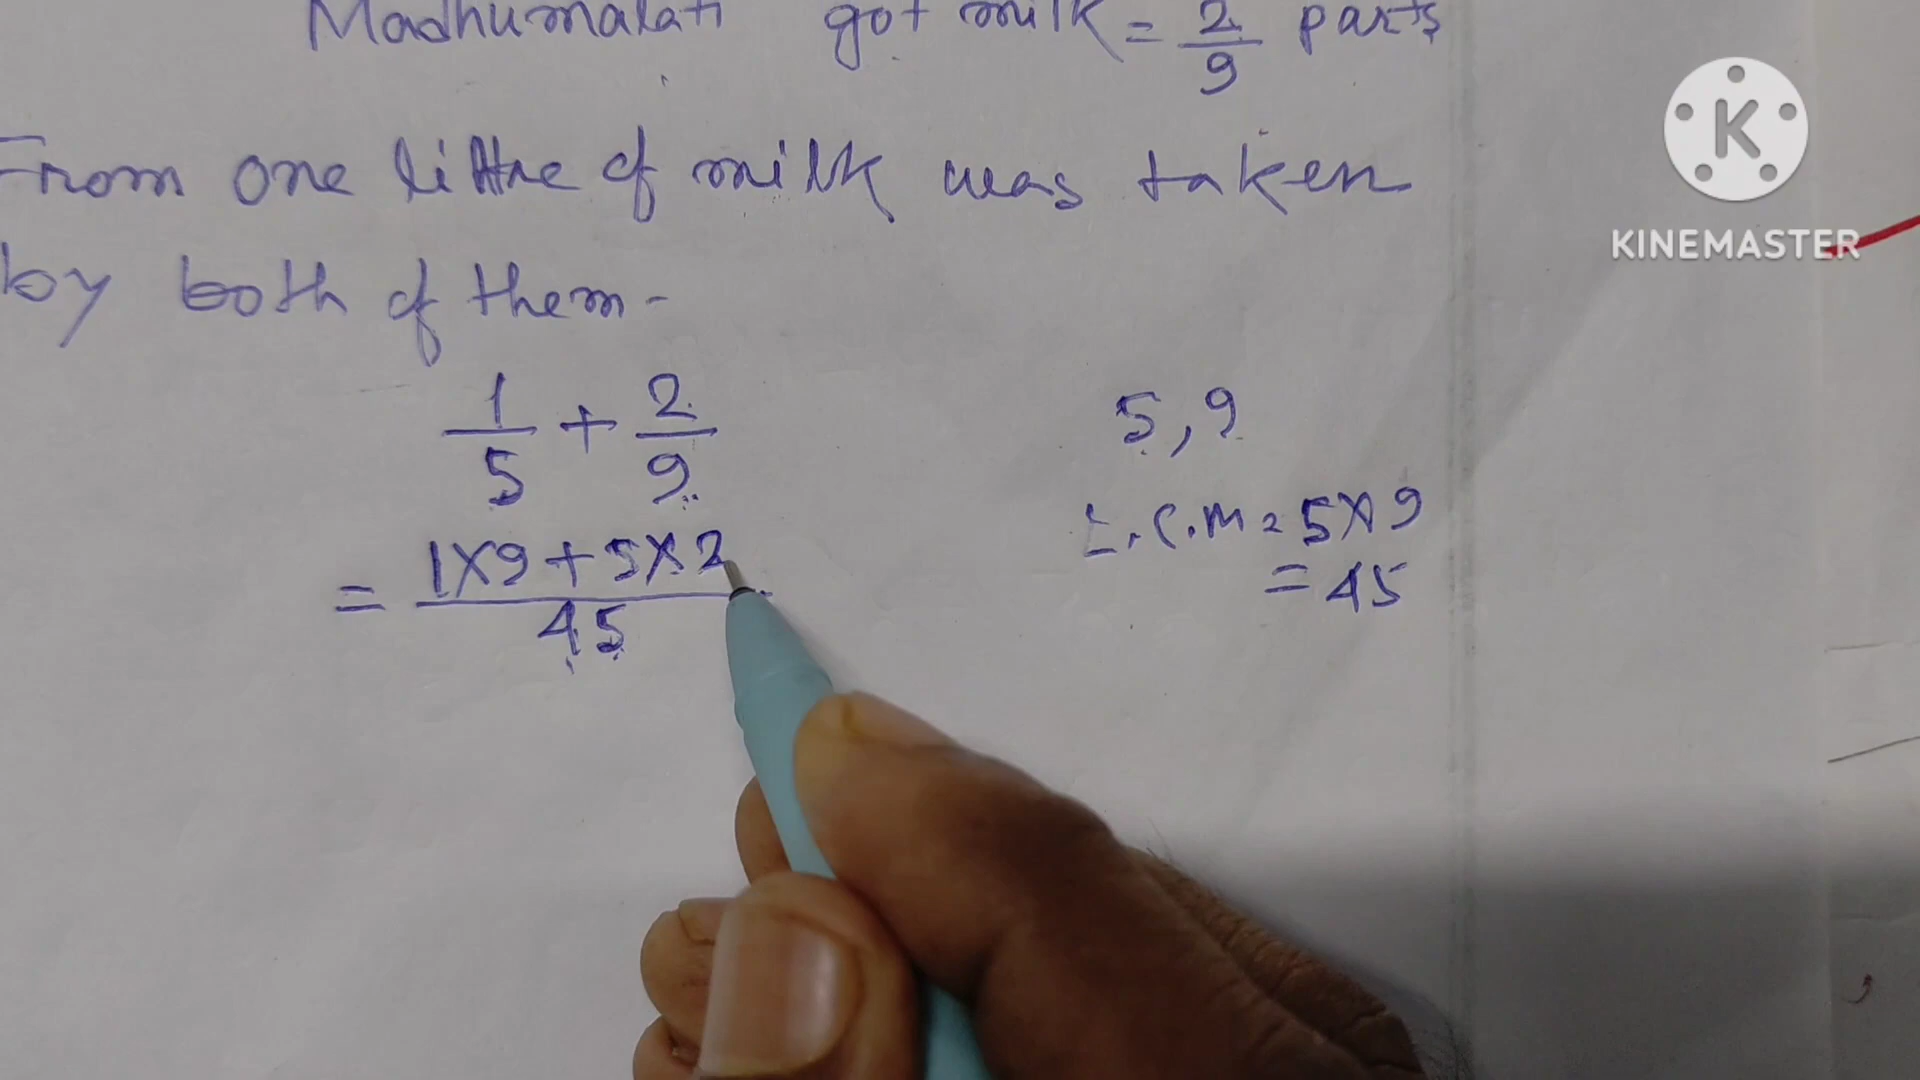 Madhumalati got milk = 2/9 parts
K
KINEMASTER
From one littre of milk was taken
by both of them -
1/5 + 2/9
5, 9
L.C.M = 5×9
= 45
= 1×9+5×2/45